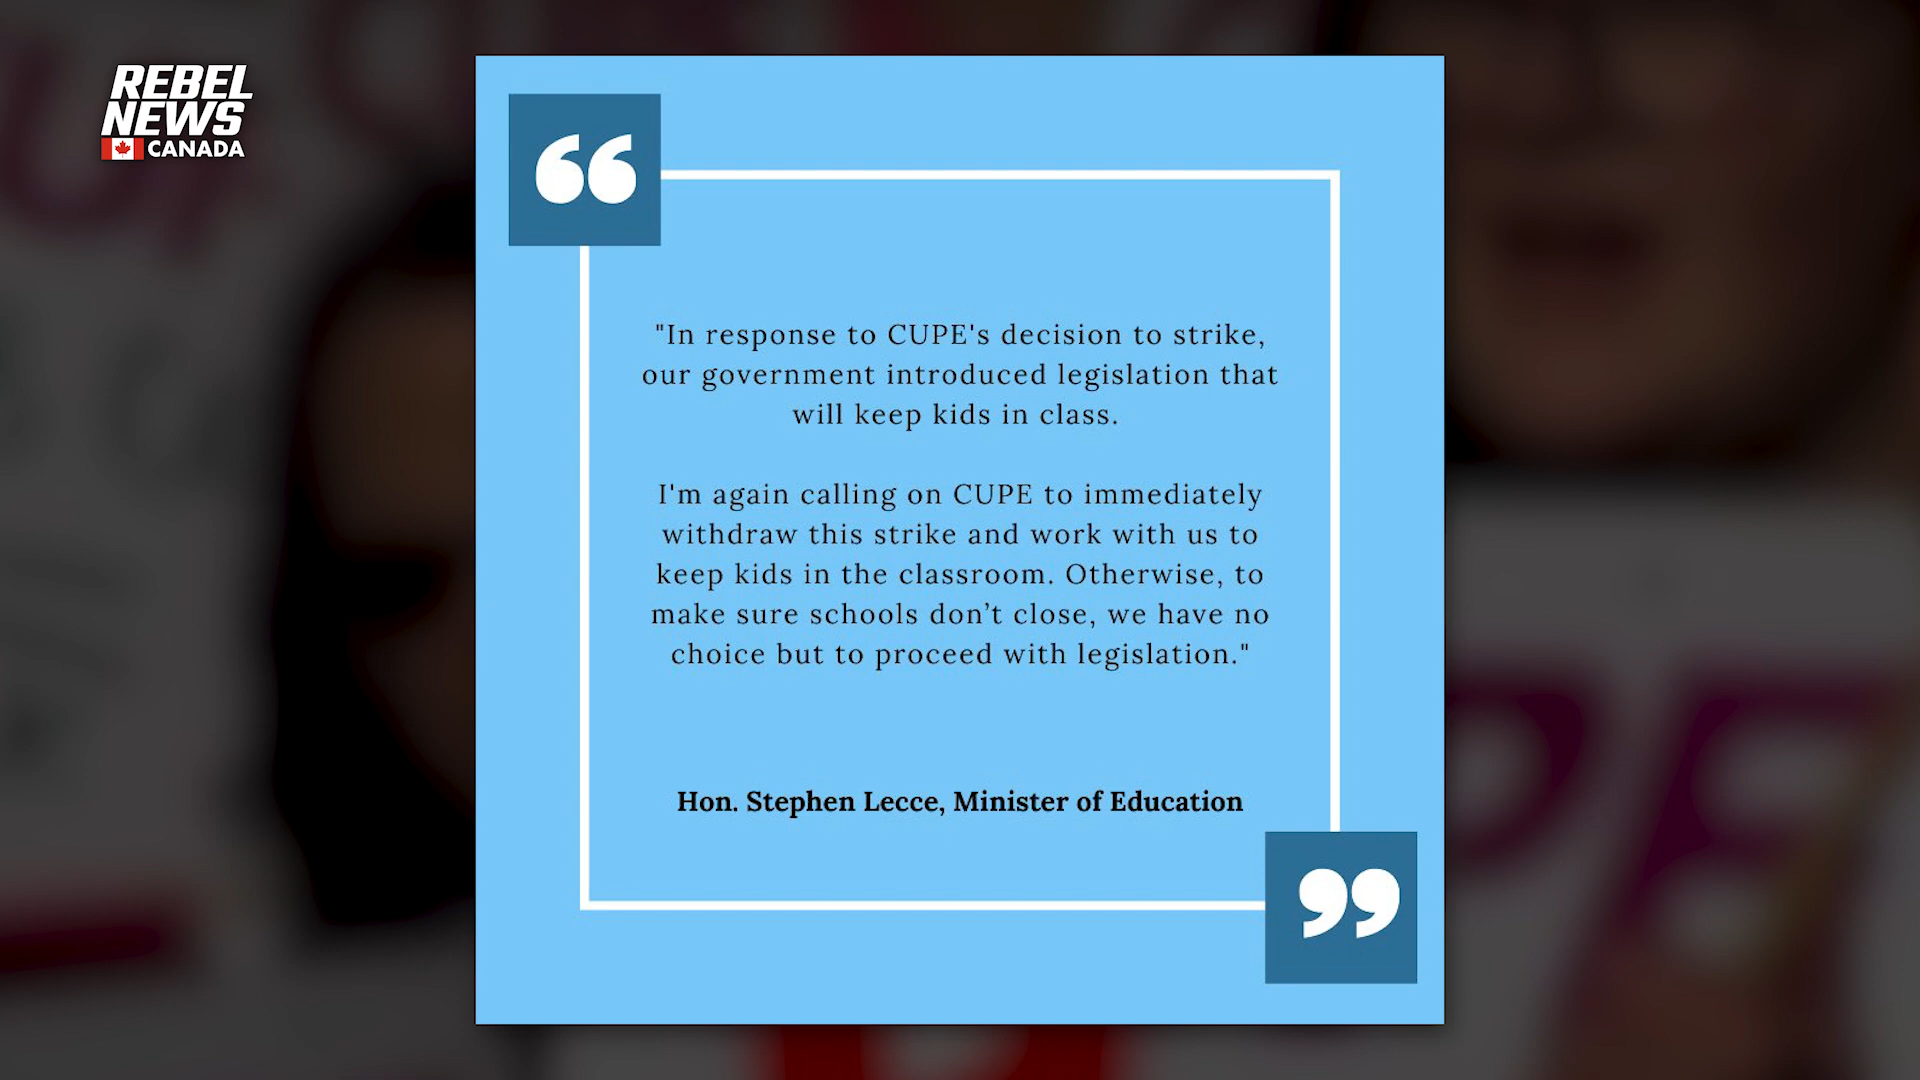 REBEL
NEWS
CANADA
"In response to CUPE's decision to strike,
our government introduced legislation that
will keep kids in class.
I'm again calling on CUPE to immediately
withdraw this strike and work with us to
keep kids in the classroom. Otherwise, to
make sure schools don’t close, we have no
choice but to proceed with legislation."
Hon. Stephen Lecce, Minister of Education